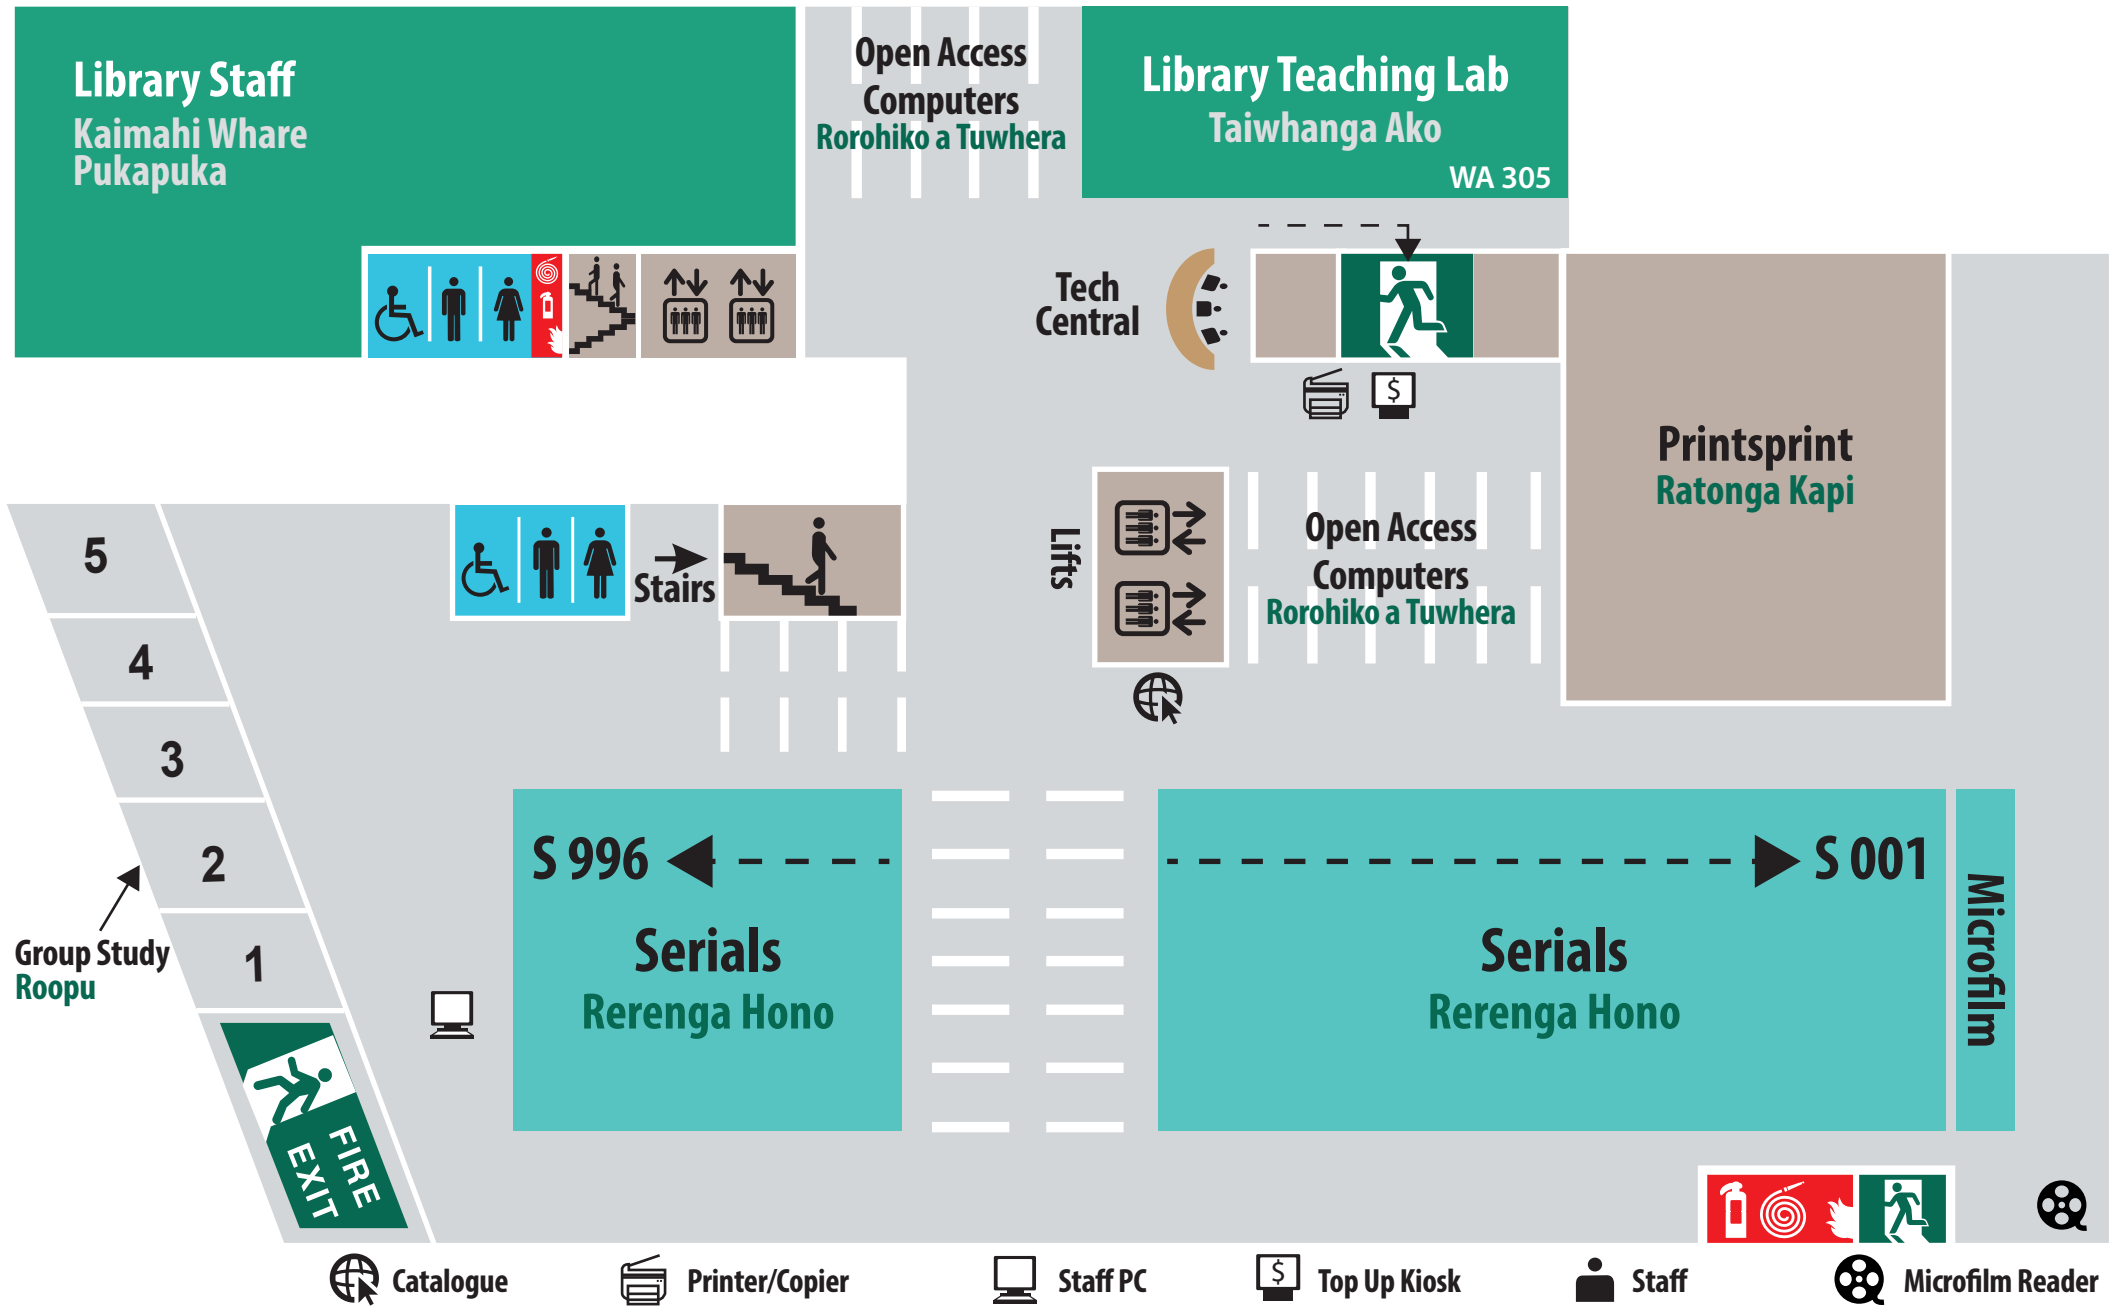 Library Staff
Kaimahi Whare
Pukapuka
Open Access
Computers
Rorohiko a Tuwhera
Library Teaching Lab
Taiwhanga Ako
WA 305
Tech
Central
$
Printsprint
Ratonga Kapi
5
4
3
2
1
Group Study
Roopu
Stairs
Lifts
Open Access
Computers
Rorohiko a Tuwhera
S 996
Serials
Rerenga Hono
S 001
Serials
Rerenga Hono
Microfilm
FIRE
EXIT
Catalogue
Printer/Copier
Staff PC
$
Top Up Kiosk
Staff
Microfilm Reader